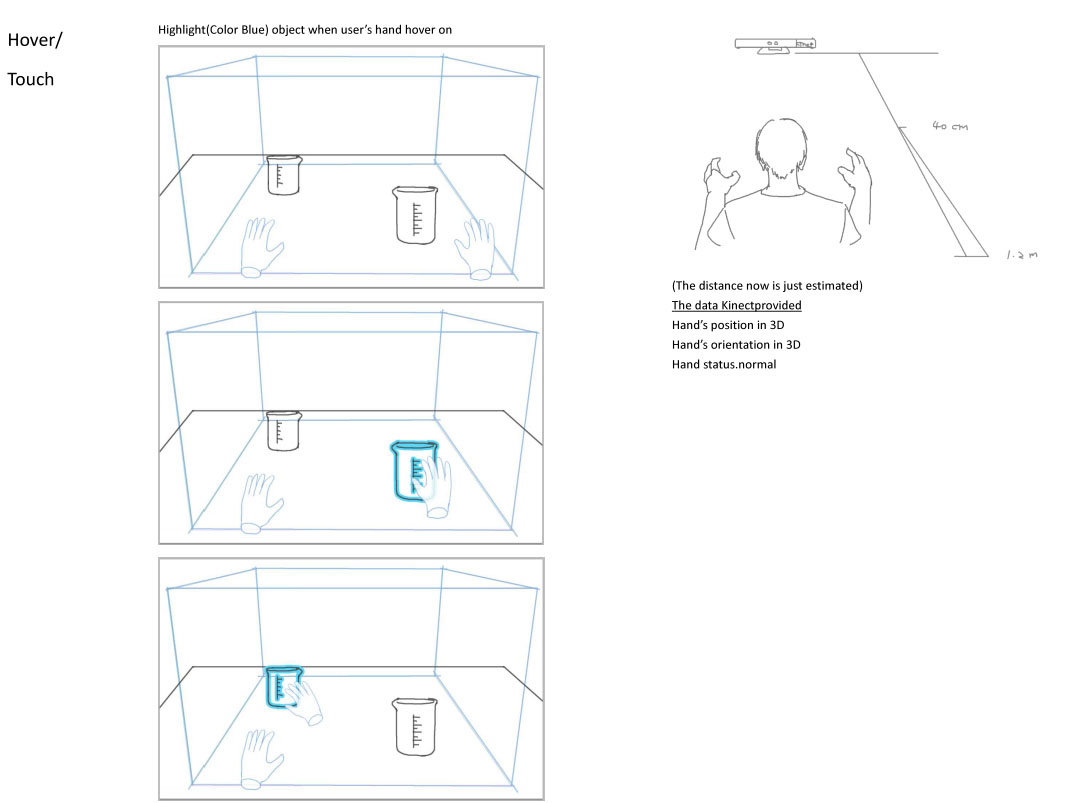 Hover/
Touch
Highlight(Color Blue) object when user's hand hover on
Kinect
40 cm
1.2 m
(The distance now is just estimated)
The data Kinectprovided
Hand's position in 3D
Hand's orientation in 3D
Hand status.normal